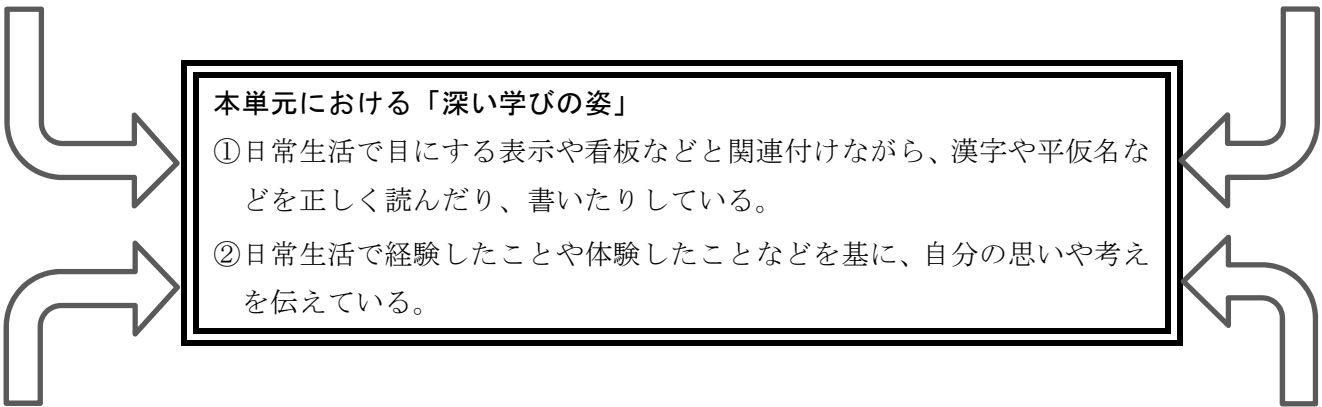 本単元における「深い学びの姿」
①日常生活で目にする表示や看板などと関連付けながら、漢字や平仮名な
どを正しく読んだり、書いたりしている。
②日常生活で経験したことや体験したことなどを基に、自分の思いや考え
を伝えている。